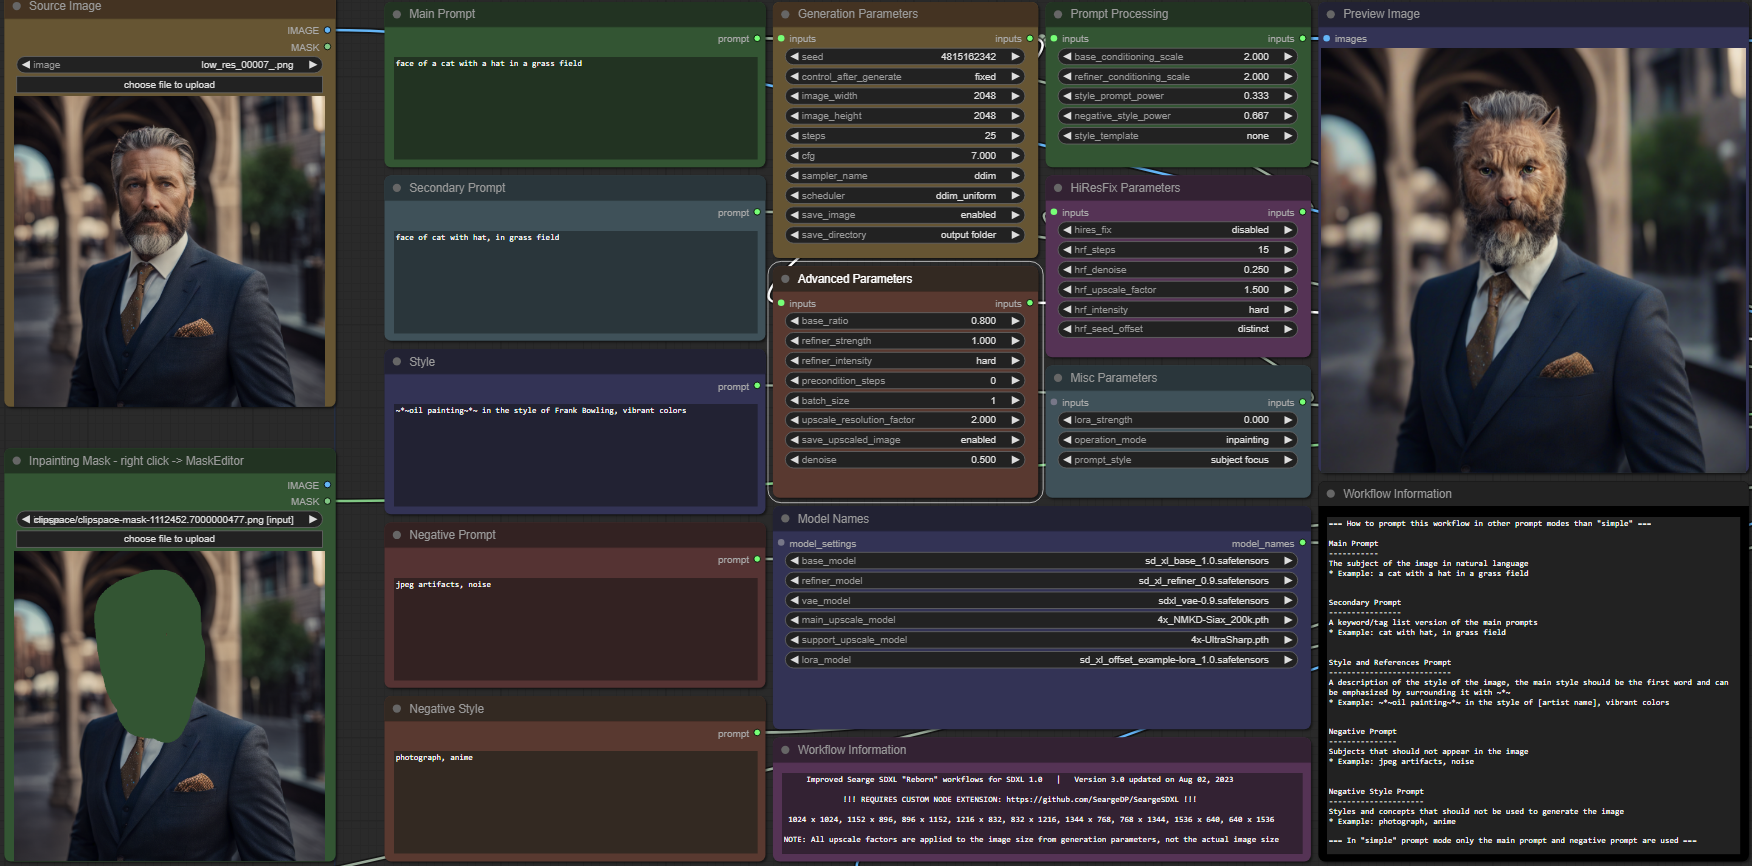 Source Image
IMAGE
MASK
image low_res_00007_.png
choose file to upload
Inpainting Mask - right click -> MaskEditor
IMAGE
MASK
clipspace/clipspace-mask-1112452.7000000477.png [input]
choose file to upload
Main Prompt
prompt
face of a cat with a hat in a grass field
Secondary Prompt
prompt
face of cat with hat, in grass field
Style
prompt
~*~oil painting~*~ in the style of Frank Bowling, vibrant colors
Negative Prompt
prompt
jpeg artifacts, noise
Negative Style
prompt
photograph, anime
Generation Parameters
inputs inputs
seed 4815162342
control_after_generate fixed
image_width 2048
image_height 2048
steps 25
cfg 7.000
sampler_name ddim
scheduler ddim_uniform
save_image enabled
save_directory output folder
Advanced Parameters
inputs inputs
base_ratio 0.800
refiner_strength 1.000
refiner_intensity hard
precondition_steps 0
batch_size 1
upscale_resolution_factor 2.000
save_upscaled_image enabled
denoise 0.500
Prompt Processing
inputs inputs
base_conditioning_scale 2.000
refiner_conditioning_scale 2.000
style_prompt_power 0.333
negative_style_power 0.667
style_template none
HiResFix Parameters
inputs inputs
hires_fix disabled
hrf_steps 15
hrf_denoise 0.250
hrf_upscale_factor 1.500
hrf_intensity hard
hrf_seed_offset distinct
Misc Parameters
inputs inputs
lora_strength 0.000
operation_mode inpainting
prompt_style subject focus
Model Names
model_settings model_names
base_model sd_xl_base_1.0.safetensors
refiner_model sd_xl_refiner_0.9.safetensors
vae_model sdxl_vae-0.9.safetensors
main_upscale_model 4x_NMKD-Siax_200k.pth
support_upscale_model 4x-UltraSharp.pth
lora_model sd_xl_offset_example-lora_1.0.safetensors
Workflow Information
Improved Searge SDXL "Reborn" workflows for SDXL 1.0 | Version 3.0 updated on Aug 02, 2023
!!! REQUIRES CUSTOM NODE EXTENSION: https://github.com/SeargeDP/SeargeSDXL !!!
1024 x 1024, 1152 x 896, 896 x 1152, 1216 x 832, 832 x 1216, 1344 x 768, 768 x 1344, 1536 x 640, 640 x 1536
NOTE: All upscale factors are applied to the image size from generation parameters, not the actual image size
Preview Image
images
Workflow Information
=== How to prompt this workflow in other prompt modes than "simple" ===
Main Prompt
-----------
The subject of the image in natural language
* Example: a cat with a hat in a grass field
Secondary Prompt
----------------
A keyword/tag list version of the main prompts
* Example: cat with hat, in grass field
Style and References Prompt
---------------------------
A description of the style of the image, the main style should be the first word and can
be emphasized by surrounding it with ~*~
* Example: ~*~oil painting~*~ in the style of [artist name], vibrant colors
Negative Prompt
---------------
Subjects that should not appear in the image
* Example: jpeg artifacts, noise
Negative Style Prompt
---------------------
Styles and concepts that should not be used to generate the image
* Example: photograph, anime
=== In "simple" prompt mode only the main prompt and negative prompt are used ===